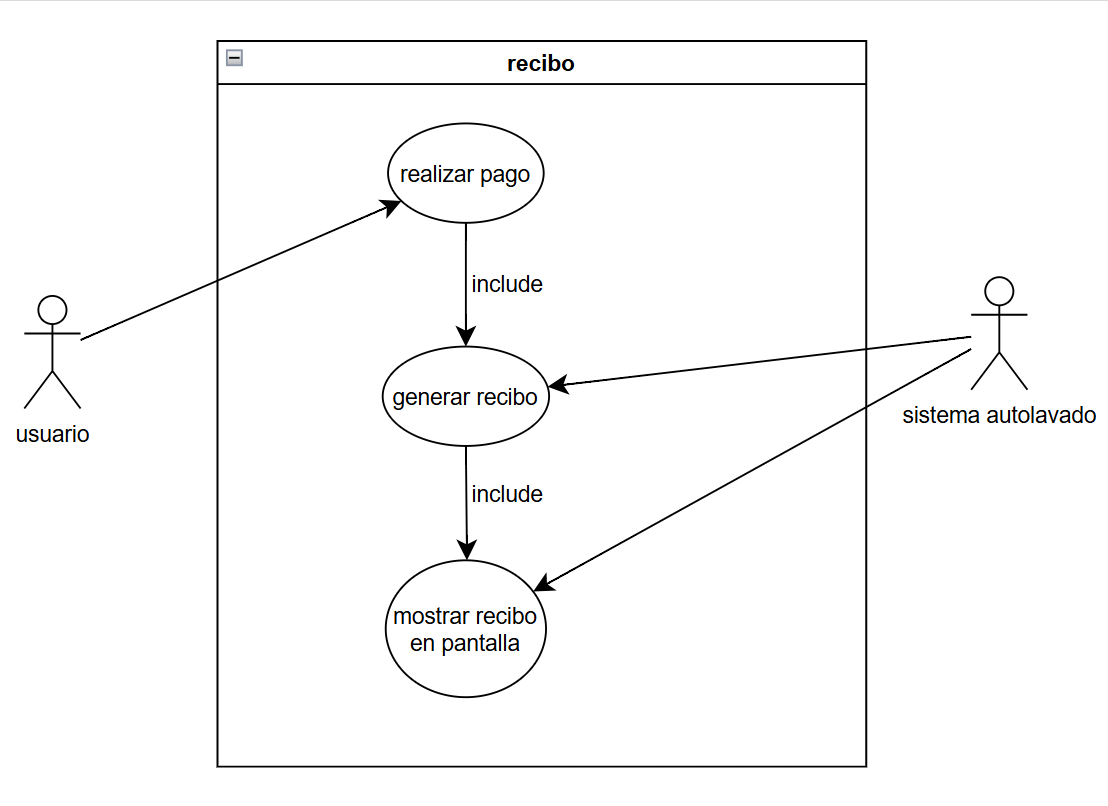 recibo
realizar pago
include
generar recibo
include
mostrar recibo
en pantalla
usuario
sistema autolavado